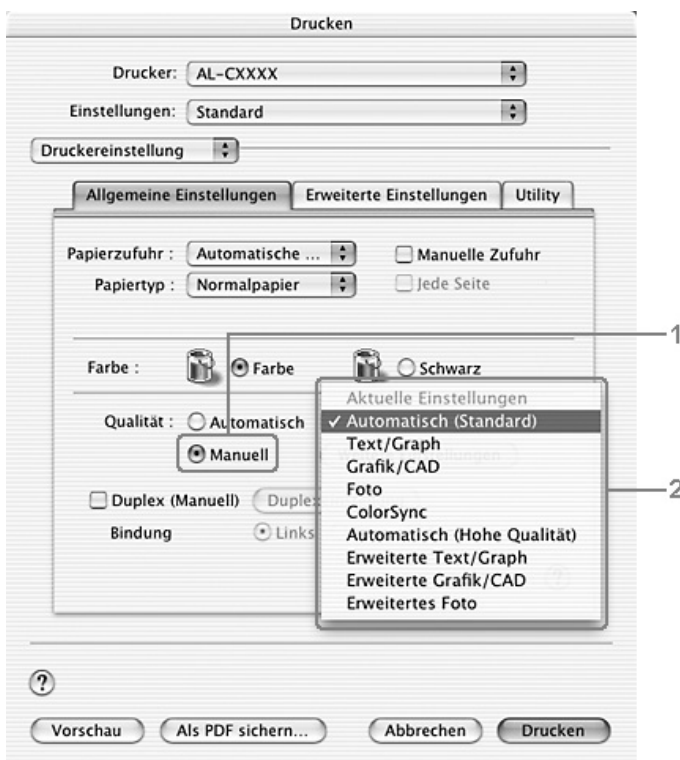 Drucken
Drucker: AL-CXXXX
Einstellungen: Standard
Druckereinstellung
Allgemeine Einstellungen Erweiterte Einstellungen Utility
Papierzufuhr : Automatische ... Manuelle Zufuhr
Papiertyp : Normalpapier Jede Seite
1
Farbe : Farbe Schwarz
Aktuelle Einstellungen
Qualität : Automatisch ✓ Automatisch (Standard)
Text/Graph
Manuell
Grafik/CAD
Foto
2
Duplex (Manuell) Duplex
ColorSync
Bindung Links
Automatisch (Hohe Qualität)
Erweiterte Text/Graph
Erweiterte Grafik/CAD
Erweitertes Foto
?
Vorschau Als PDF sichern... Abbrechen Drucken